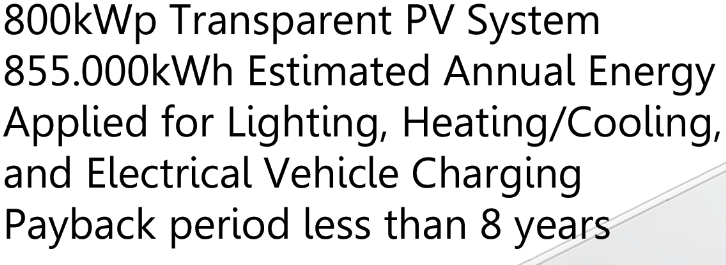 800kWp Transparent PV System
855.000kWh Estimated Annual Energy
Applied for Lighting, Heating/Cooling,
and Electrical Vehicle Charging
Payback period less than 8 years